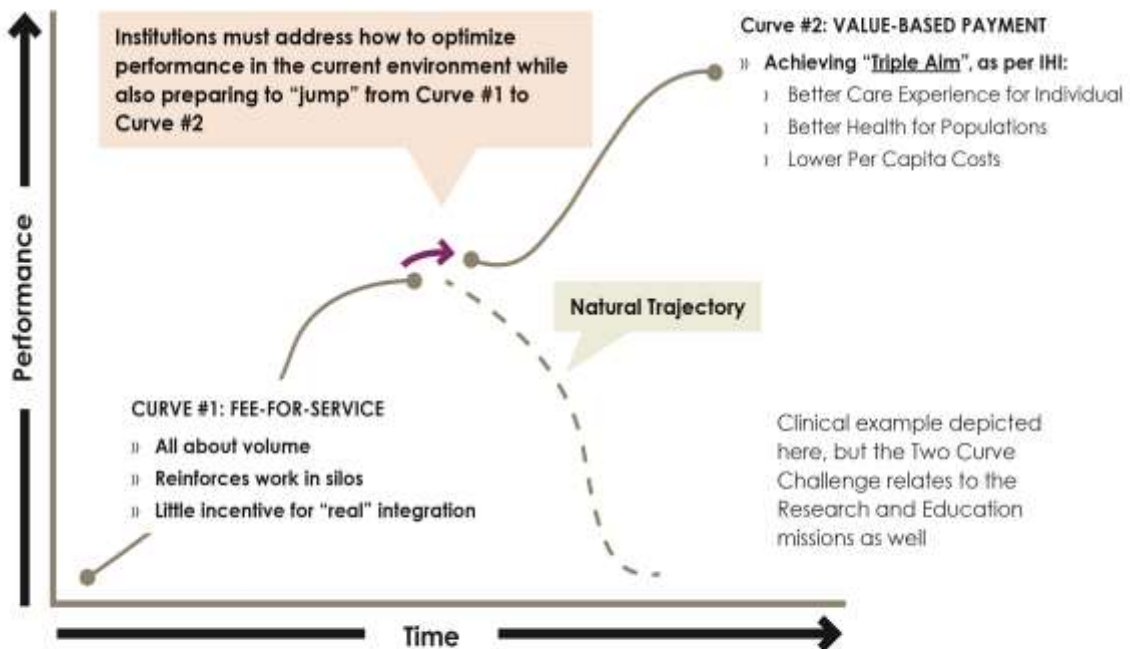 Institutions must address how to optimize
performance in the current environment while
also preparing to “jump” from Curve #1 to
Curve #2
Curve #2: VALUE-BASED PAYMENT
» Achieving “Triple Aim”, as per IHI:
› Better Care Experience for Individual
› Better Health for Populations
› Lower Per Capita Costs
Performance
Natural Trajectory
CURVE #1: FEE-FOR-SERVICE
» All about volume
» Reinforces work in silos
» Little incentive for “real” integration
Clinical example depicted
here, but the Two Curve
Challenge relates to the
Research and Education
missions as well
Time